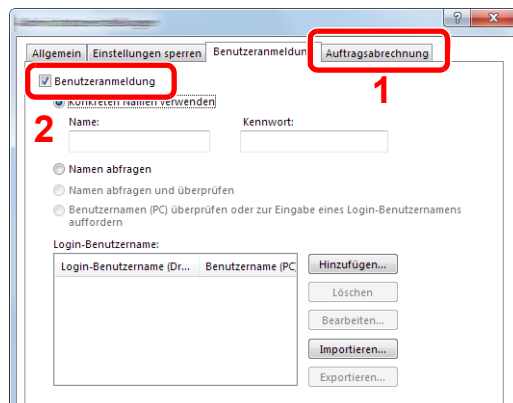 Allgemein Einstellungen sperren Benutzeranmeldung Auftragsabrechnung
Benutzeranmeldung
1
Konkreten Namen verwenden
2
Name: Kennwort:
Namen abfragen
Namen abfragen und überprüfen
Benutzernamen (PC) überprüfen oder zur Eingabe eines Login-Benutzernamens
auffordern
Login-Benutzername:
Login-Benutzername (Dr... Benutzername (PC) Hinzufügen...
Löschen
Bearbeiten...
Importieren...
Exportieren...